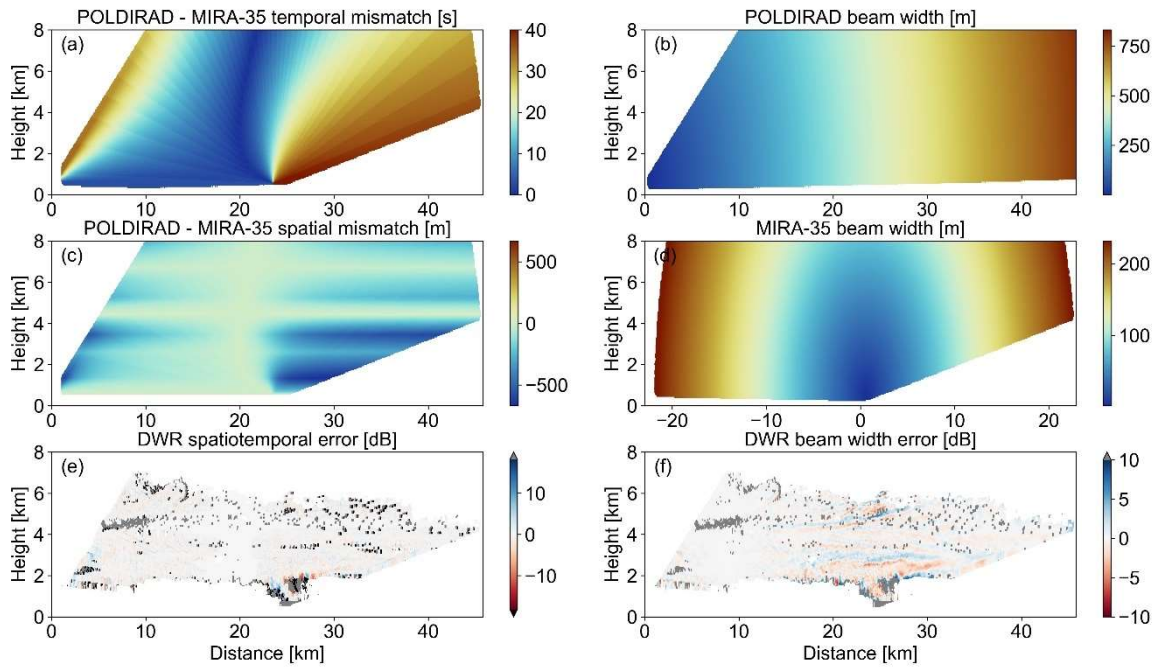 POLDIRAD - MIRA-35 temporal mismatch [s]
POLDIRAD beam width [m]
(a)
(b)
Height [km]
Height [km]
8
6
4
2
0
40
30
20
10
0
8
6
4
2
0
750
500
250
0 10 20 30 40
0 10 20 30 40
POLDIRAD - MIRA-35 spatial mismatch [m]
MIRA-35 beam width [m]
(c)
(d)
Height [km]
Height [km]
8
6
4
2
0
500
0
−500
8
6
4
2
0
200
100
0 10 20 30 40
−20 −10 0 10 20
DWR spatiotemporal error [dB]
DWR beam width error [dB]
(e)
(f)
Height [km]
Height [km]
8
6
4
2
0
10
0
−10
8
6
4
2
0
10
5
0
−5
−10
0 10 20 30 40
0 10 20 30 40
Distance [km]
Distance [km]